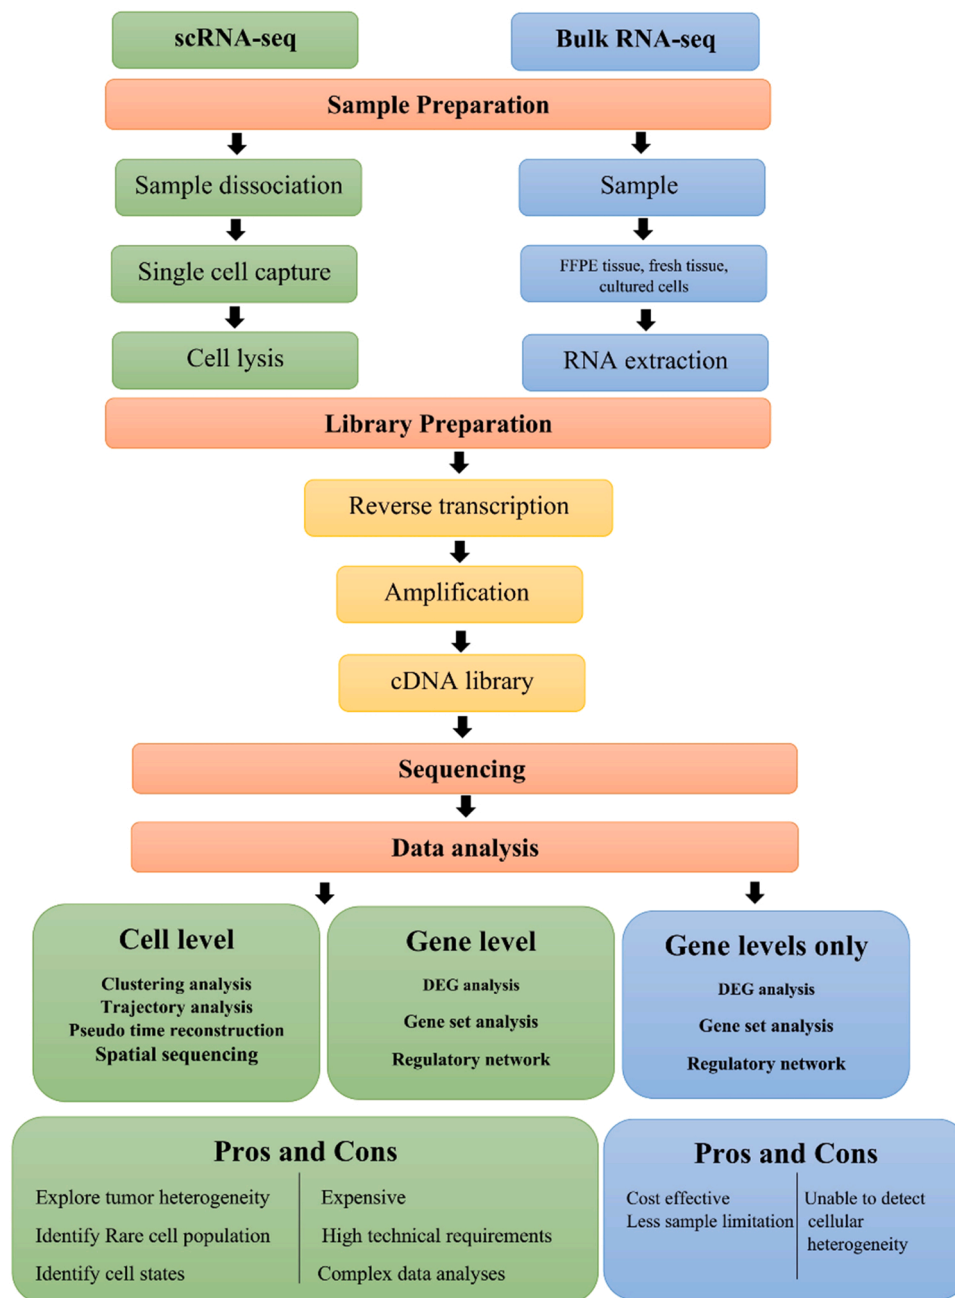 scRNA-seq
Bulk RNA-seq
Sample Preparation
Sample dissociation
Sample
Single cell capture
FFPE tissue, fresh tissue,
cultured cells
Cell lysis
RNA extraction
Library Preparation
Reverse transcription
Amplification
cDNA library
Sequencing
Data analysis
Cell level
Clustering analysis
Trajectory analysis
Pseudo time reconstruction
Spatial sequencing
Gene level
DEG analysis
Gene set analysis
Regulatory network
Gene levels only
DEG analysis
Gene set analysis
Regulatory network
Pros and Cons
Explore tumor heterogeneity
Identify Rare cell population
Identify cell states
Expensive
High technical requirements
Complex data analyses
Pros and Cons
Cost effective
Less sample limitation
Unable to detect
cellular
heterogeneity